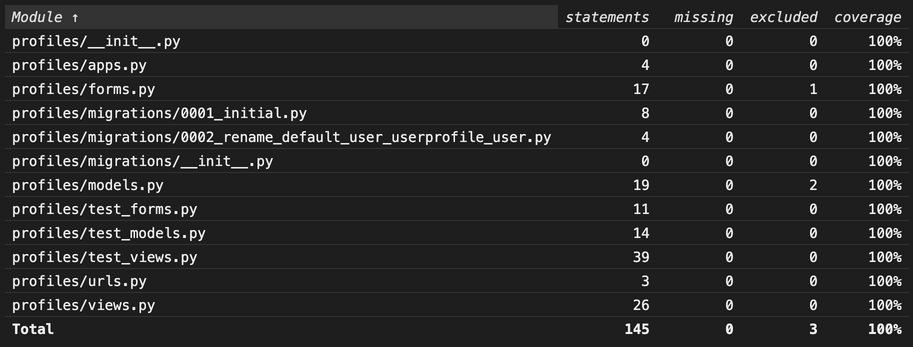 Module ↑ statements missing excluded coverage
profiles/__init__.py 0 0 0 100%
profiles/apps.py 4 0 0 100%
profiles/forms.py 17 0 1 100%
profiles/migrations/0001_initial.py 8 0 0 100%
profiles/migrations/0002_rename_default_user_userprofile_user.py 4 0 0 100%
profiles/migrations/__init__.py 0 0 0 100%
profiles/models.py 19 0 2 100%
profiles/test_forms.py 11 0 0 100%
profiles/test_models.py 14 0 0 100%
profiles/test_views.py 39 0 0 100%
profiles/urls.py 3 0 0 100%
profiles/views.py 26 0 0 100%
Total 145 0 3 100%